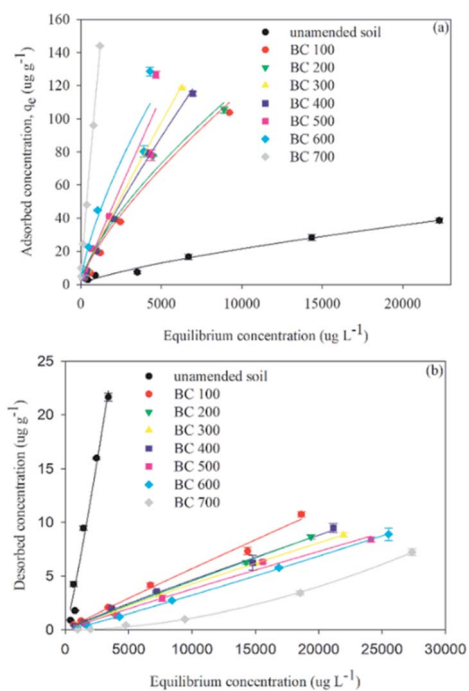 (a)
160
140
120
100
80
60
40
20
0
Adsorbed concentration, qe (ug g-1)
unamended soil
BC 100
BC 200
BC 300
BC 400
BC 500
BC 600
BC 700
0 5000 10000 15000 20000
Equilibrium concentration (ug L-1)
(b)
25
20
15
10
5
0
Desorbed concentration (ug g-1)
unamended soil
BC 100
BC 200
BC 300
BC 400
BC 500
BC 600
BC 700
0 5000 10000 15000 20000 25000 30000
Equilibrium concentration (ug L-1)